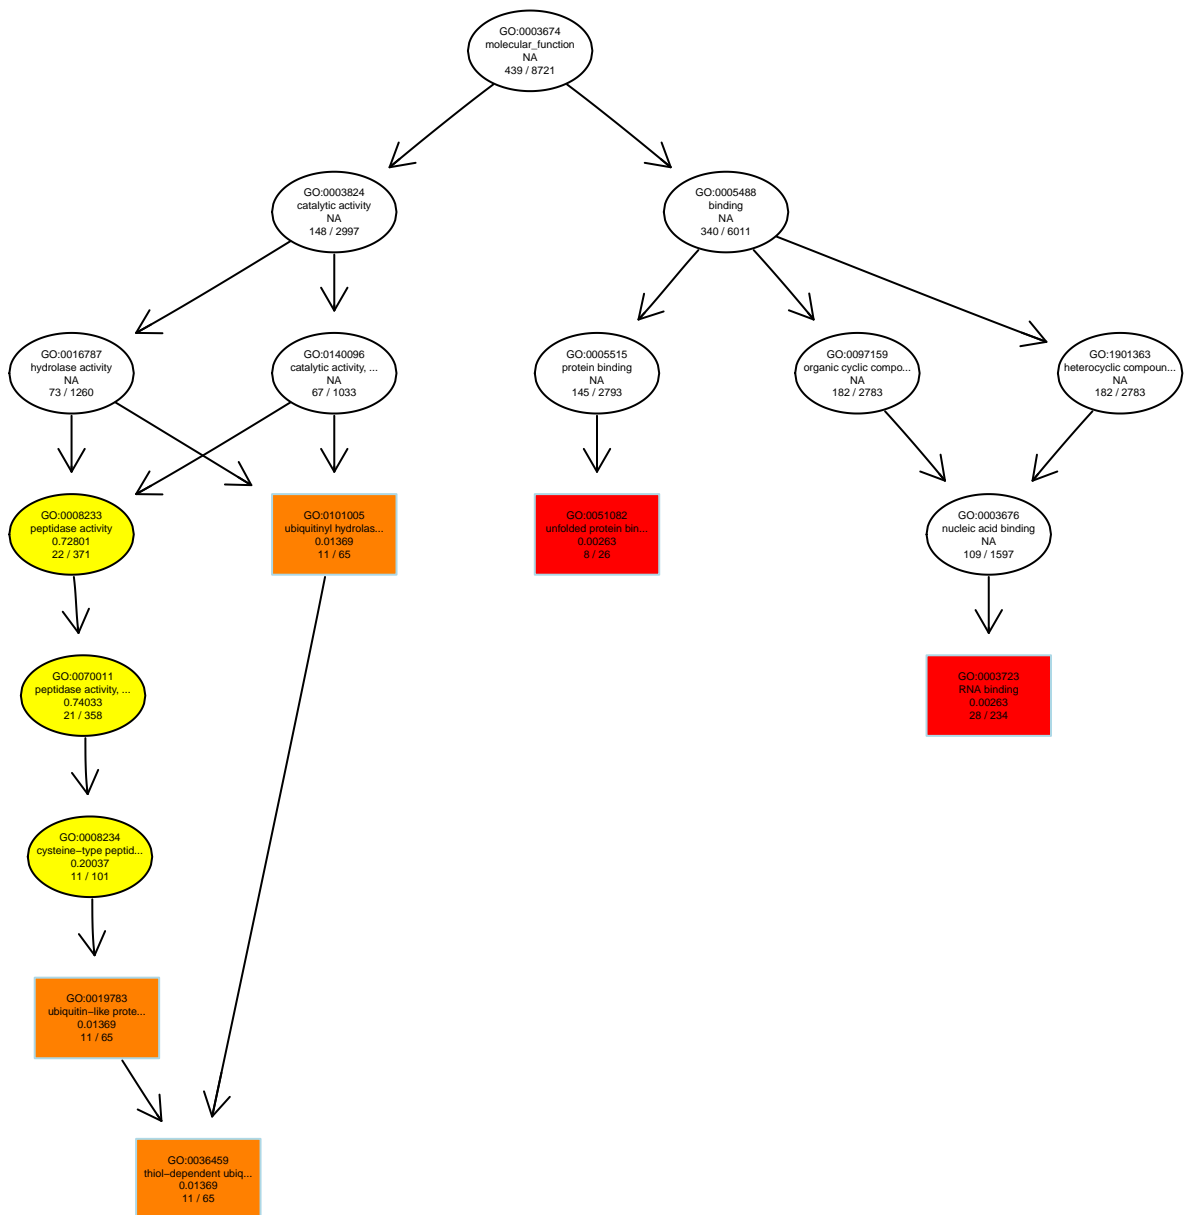 GO:0003674
molecular_function
NA
439 / 8721
GO:0003824
catalytic activity
NA
148 / 2997
GO:0005488
binding
NA
340 / 6011
GO:0016787
hydrolase activity
NA
73 / 1260
GO:0140096
catalytic activity, ...
NA
67 / 1033
GO:0005515
protein binding
NA
145 / 2793
GO:0097159
organic cyclic compo...
NA
182 / 2783
GO:1901363
heterocyclic compoun...
NA
182 / 2783
GO:0008233
peptidase activity
0.72801
22 / 371
GO:0101005
ubiquitinyl hydrolas...
0.01369
11 / 65
GO:0051082
unfolded protein bin...
0.00263
8 / 26
GO:0003676
nucleic acid binding
NA
109 / 1597
GO:0070011
peptidase activity, ...
0.74033
21 / 358
GO:0003723
RNA binding
0.00263
28 / 234
GO:0008234
cysteine−type peptid...
0.20037
11 / 101
GO:0019783
ubiquitin−like prote...
0.01369
11 / 65
GO:0036459
thiol−dependent ubiq...
0.01369
11 / 65